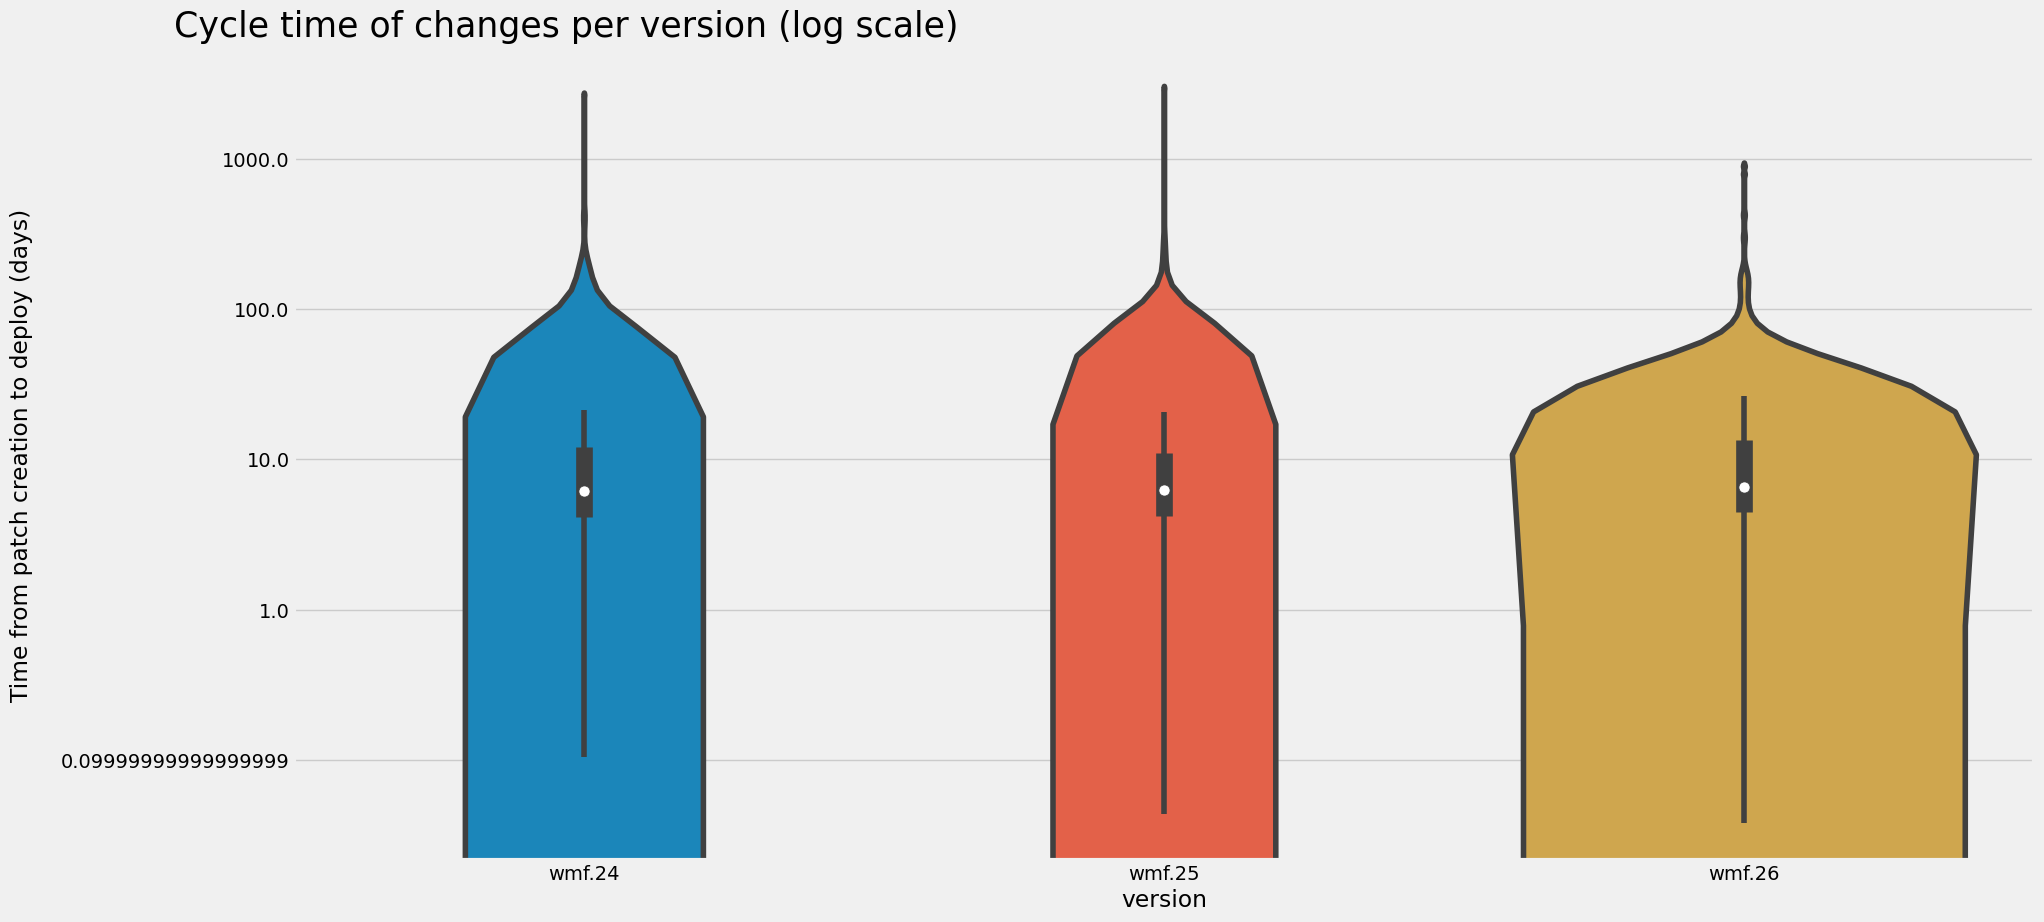 Cycle time of changes per version (log scale)
Time from patch creation to deploy (days)
1000.0
100.0
10.0
1.0
0.09999999999999999
wmf.24
wmf.25
wmf.26
version